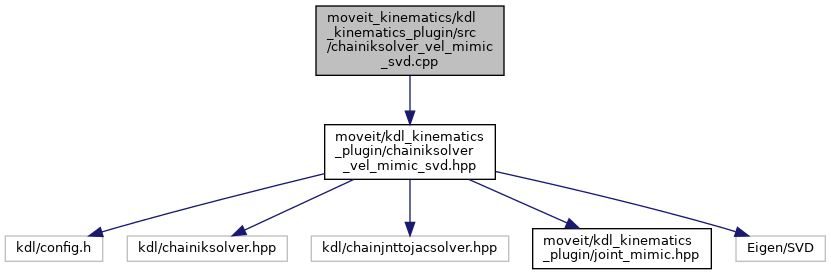 moveit_kinematics/kdl
_kinematics_plugin/src
/chainiksolver_vel_mimic
_svd.cpp
moveit/kdl_kinematics
_plugin/chainiksolver
_vel_mimic_svd.hpp
kdl/config.h
kdl/chainiksolver.hpp
kdl/chainjnttojacsolver.hpp
moveit/kdl_kinematics
_plugin/joint_mimic.hpp
Eigen/SVD